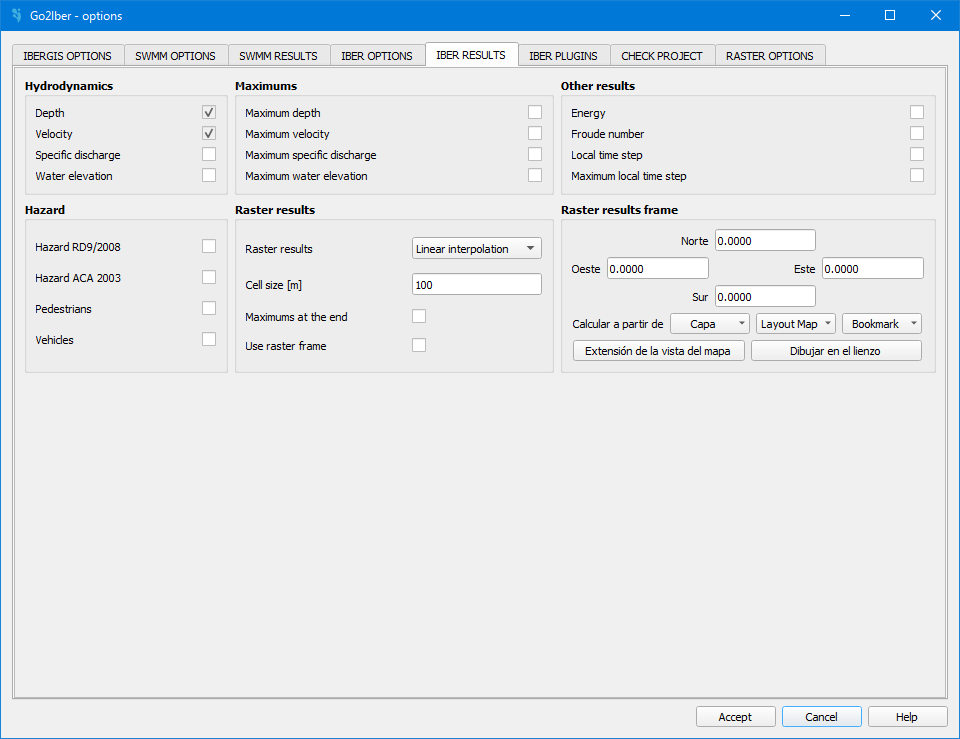 Go2Iber - options
IBERGIS OPTIONS
SWMM OPTIONS
SWMM RESULTS
IBER OPTIONS
IBER RESULTS
IBER PLUGINS
CHECK PROJECT
RASTER OPTIONS
Hydrodynamics
Depth
Velocity
Specific discharge
Water elevation
Maximums
Maximum depth
Maximum velocity
Maximum specific discharge
Maximum water elevation
Other results
Energy
Froude number
Local time step
Maximum local time step
Hazard
Hazard RD9/2008
Hazard ACA 2003
Pedestrians
Vehicles
Raster results
Raster results Linear interpolation
Cell size [m] 100
Maximums at the end
Use raster frame
Raster results frame
Norte 0.0000
Oeste 0.0000 Este 0.0000
Sur 0.0000
Calcular a partir de Capa Layout Map Bookmark
Extensión de la vista del mapa Dibujar en el lienzo
Accept Cancel Help